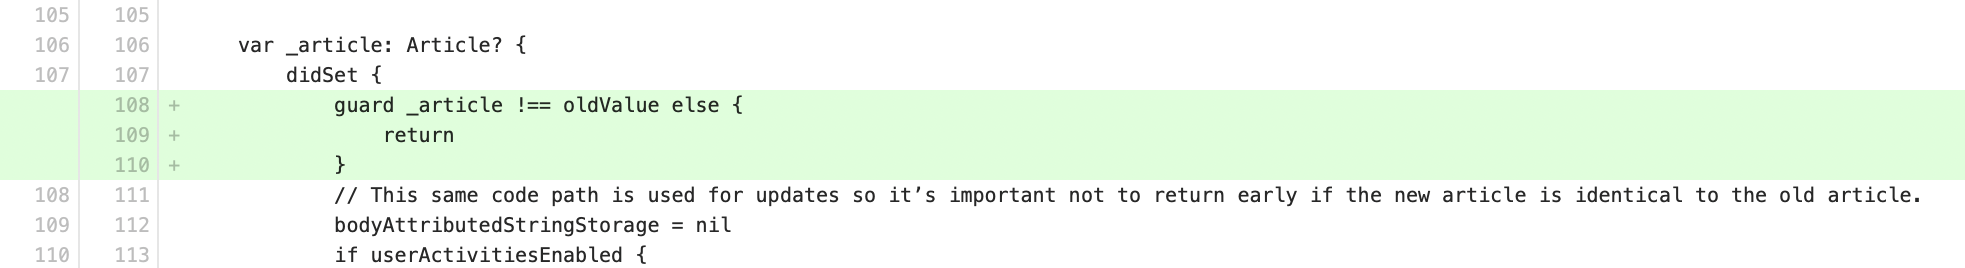 105 105
106 106 var _article: Article? {
107 107 didSet {
108 + guard _article !== oldValue else {
109 + return
110 + }
108 111 // This same code path is used for updates so it’s important not to return early if the new article is identical to the old article.
109 112 bodyAttributedStringStorage = nil
110 113 if userActivitiesEnabled {